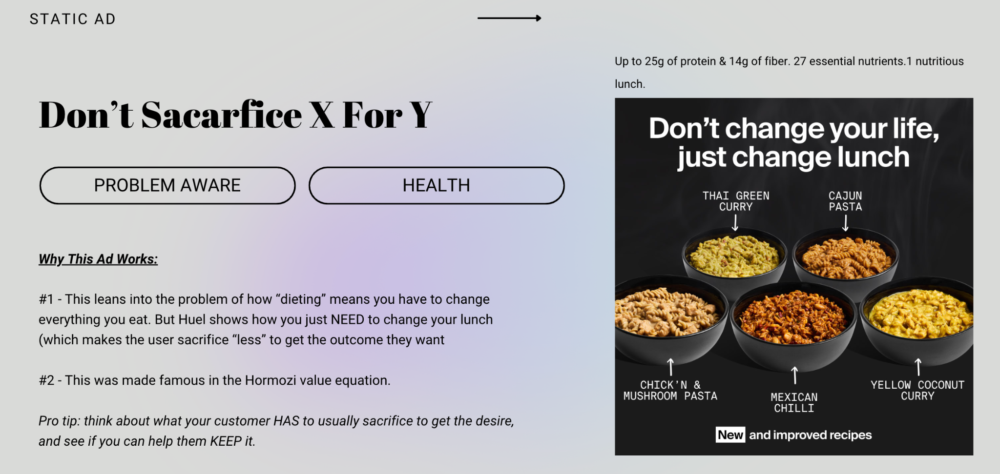 STATIC AD
Don’t Sacarfice X For Y
PROBLEM AWARE
HEALTH
Why This Ad Works:
#1 - This leans into the problem of how “dieting” means you have to change
everything you eat. But Huel shows how you just NEED to change your lunch
(which makes the user sacrifice “less” to get the outcome they want
#2 - This was made famous in the Hormozi value equation.
Pro tip: think about what your customer HAS to usually sacrifice to get the desire,
and see if you can help them KEEP it.
Up to 25g of protein & 14g of fiber. 27 essential nutrients.1 nutritious
lunch.
Don’t change your life,
just change lunch
THAI GREEN
CURRY
CAJUN
PASTA
CHICK’N &
MUSHROOM PASTA
MEXICAN
CHILLI
YELLOW COCONUT
CURRY
New and improved recipes